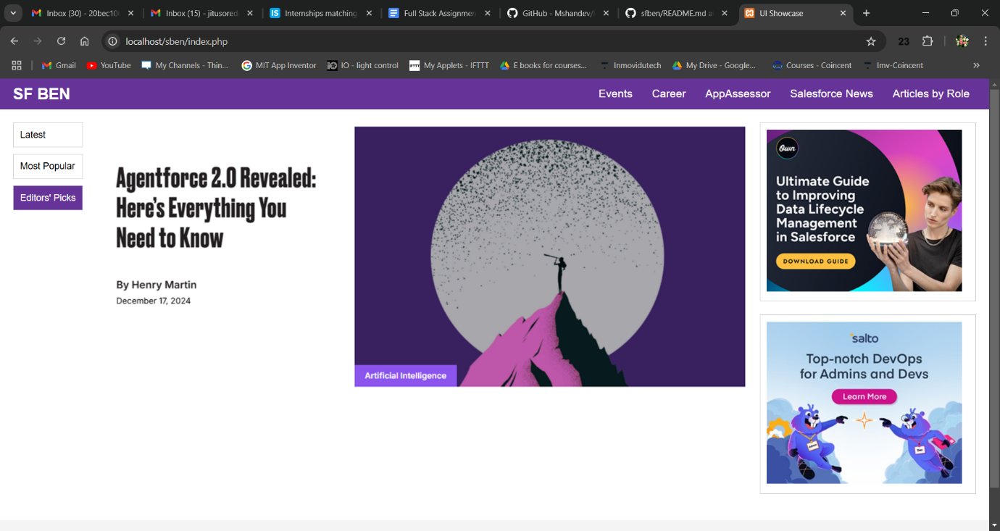 Inbox (30) - 20bec10
Inbox (15) - jitusored
Internships matching
Full Stack Assignmen
GitHub - Mshandev/
sfben/README.md a
UI Showcase
localhost/sben/index.php
23
Gmail
YouTube
My Channels - Thin...
MIT App Inventor
IO - light control
IFTTT
My Applets - IFTTT
E books for courses...
Inmovidutech
My Drive - Google...
Courses - Coincent
Imv-Coincent
SF BEN
Events
Career
AppAssessor
Salesforce News
Articles by Role
Latest
Most Popular
Editors' Picks
Agentforce 2.0 Revealed:
Here's Everything You
Need to Know
By Henry Martin
December 17, 2024
Artificial Intelligence
Own
Ultimate Guide
to Improving
Data Lifecycle
Management
in Salesforce
DOWNLOAD GUIDE
salto
Top-notch DevOps
for Admins and Devs
Learn More